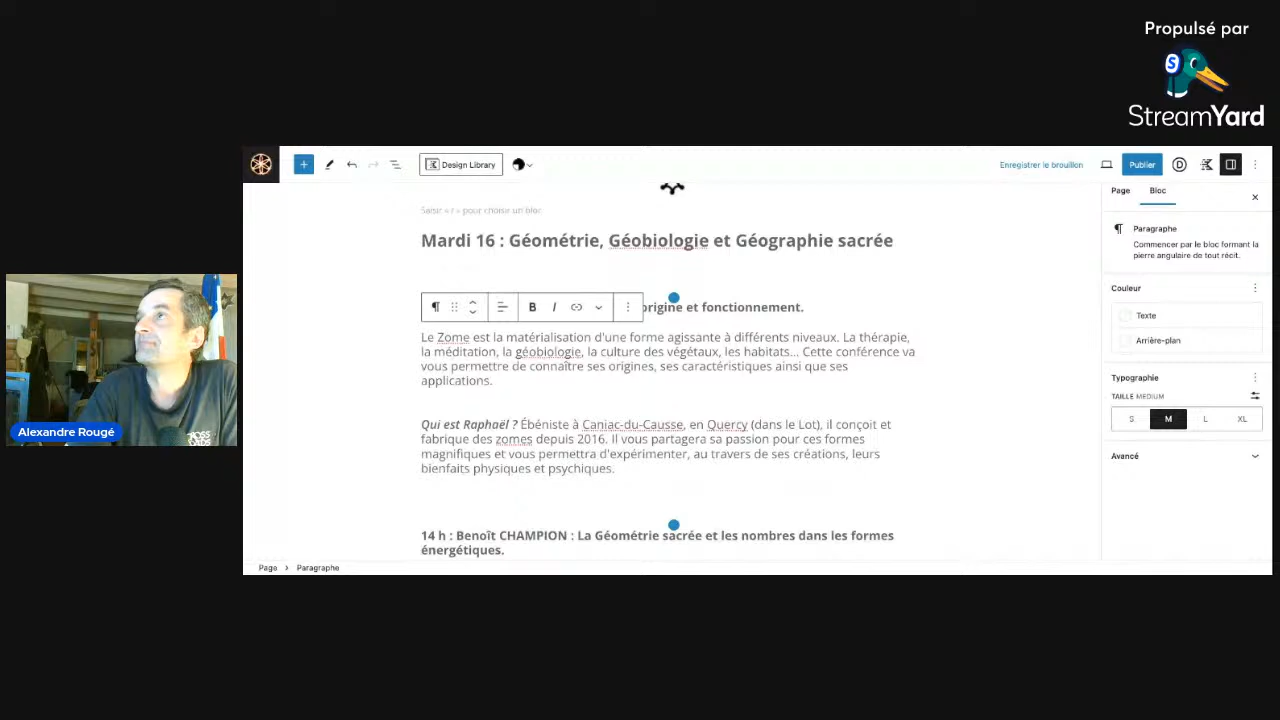 Propulsé par
StreamYard
Design Library
Enregistrer le brouillon
Publier
Page
Bloc
Saisir « / » pour choisir un bloc
Mardi 16 : Géométrie, Géobiologie et Géographie sacrée
Paragraphe
Commencer par le bloc formant la
pierre angulaire de tout récit.
Couleur
Texte
Arrière-plan
B I
origine et fonctionnement.
Le Zome est la matérialisation d'une forme agissante à différents niveaux. La thérapie,
la méditation, la géobiologie, la culture des végétaux, les habitats... Cette conférence va
vous permettre de connaître ses origines, ses caractéristiques ainsi que ses
applications.
Typographie
TAILLE MEDIUM
S M L XL
Avancé
Qui est Raphaël ? Ébéniste à Caniac-du-Causse, en Quercy (dans le Lot), il conçoit et
fabrique des zomes depuis 2016. Il vous partagera sa passion pour ces formes
magnifiques et vous permettra d'expérimenter, au travers de ses créations, leurs
bienfaits physiques et psychiques.
Alexandre Rougé
14 h : Benoît CHAMPION : La Géométrie sacrée et les nombres dans les formes
énergétiques.
Page > Paragraphe